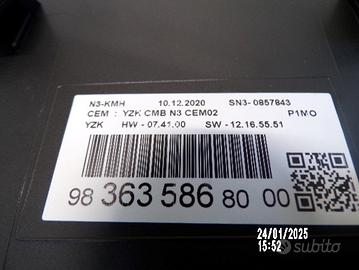 N3-KMH 10.12.2020 SN3-0857843
CEM : YZK CMB N3 CEM02 P1MO
YZK HW - 07.41.00 SW - 12.16.55.51
98 363 586 80 00
24/01/2025
15:52
subito